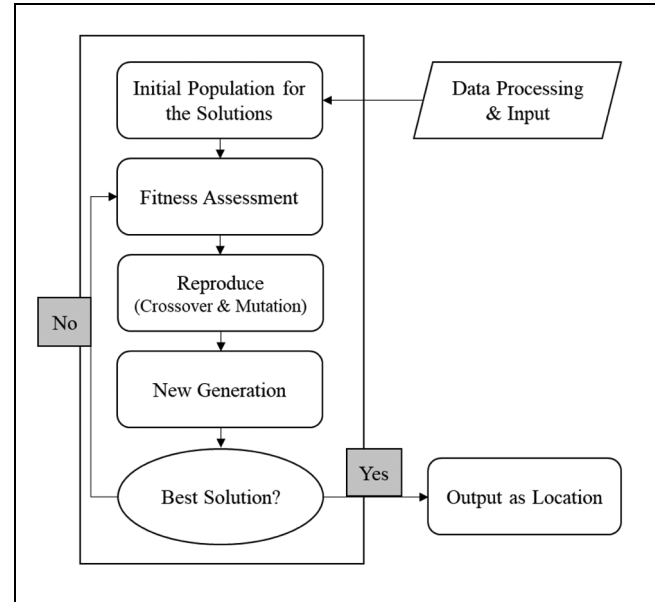 Initial Population for
the Solutions
Data Processing
& Input
Fitness Assessment
Reproduce
(Crossover & Mutation)
No
New Generation
Best Solution?
Yes
Output as Location